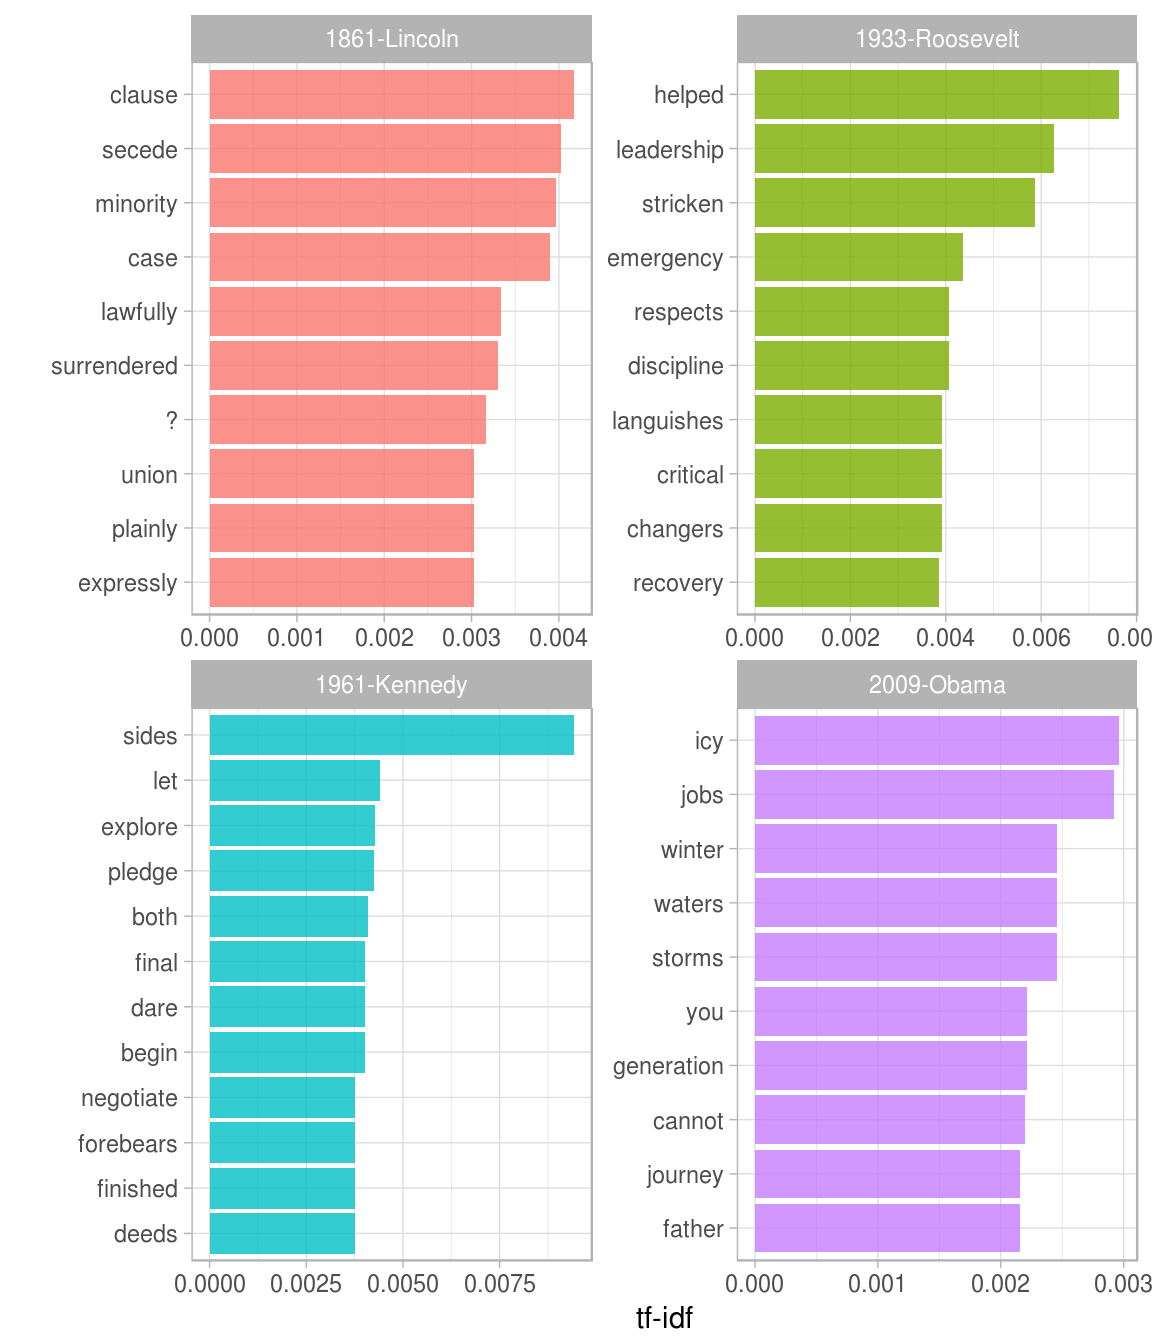 1861-Lincoln
clause
secede
minority
case
lawfully
surrendered
?
union
plainly
expressly
0.000 0.001 0.002 0.003 0.004
1933-Roosevelt
helped
leadership
stricken
emergency
respects
discipline
languishes
critical
changers
recovery
0.000 0.002 0.004 0.006 0.00
1961-Kennedy
sides
let
explore
pledge
both
final
dare
begin
negotiate
forebears
finished
deeds
0.0000 0.0025 0.0050 0.0075
2009-Obama
icy
jobs
winter
waters
storms
you
generation
cannot
journey
father
0.000 0.001 0.002 0.003
tf-idf